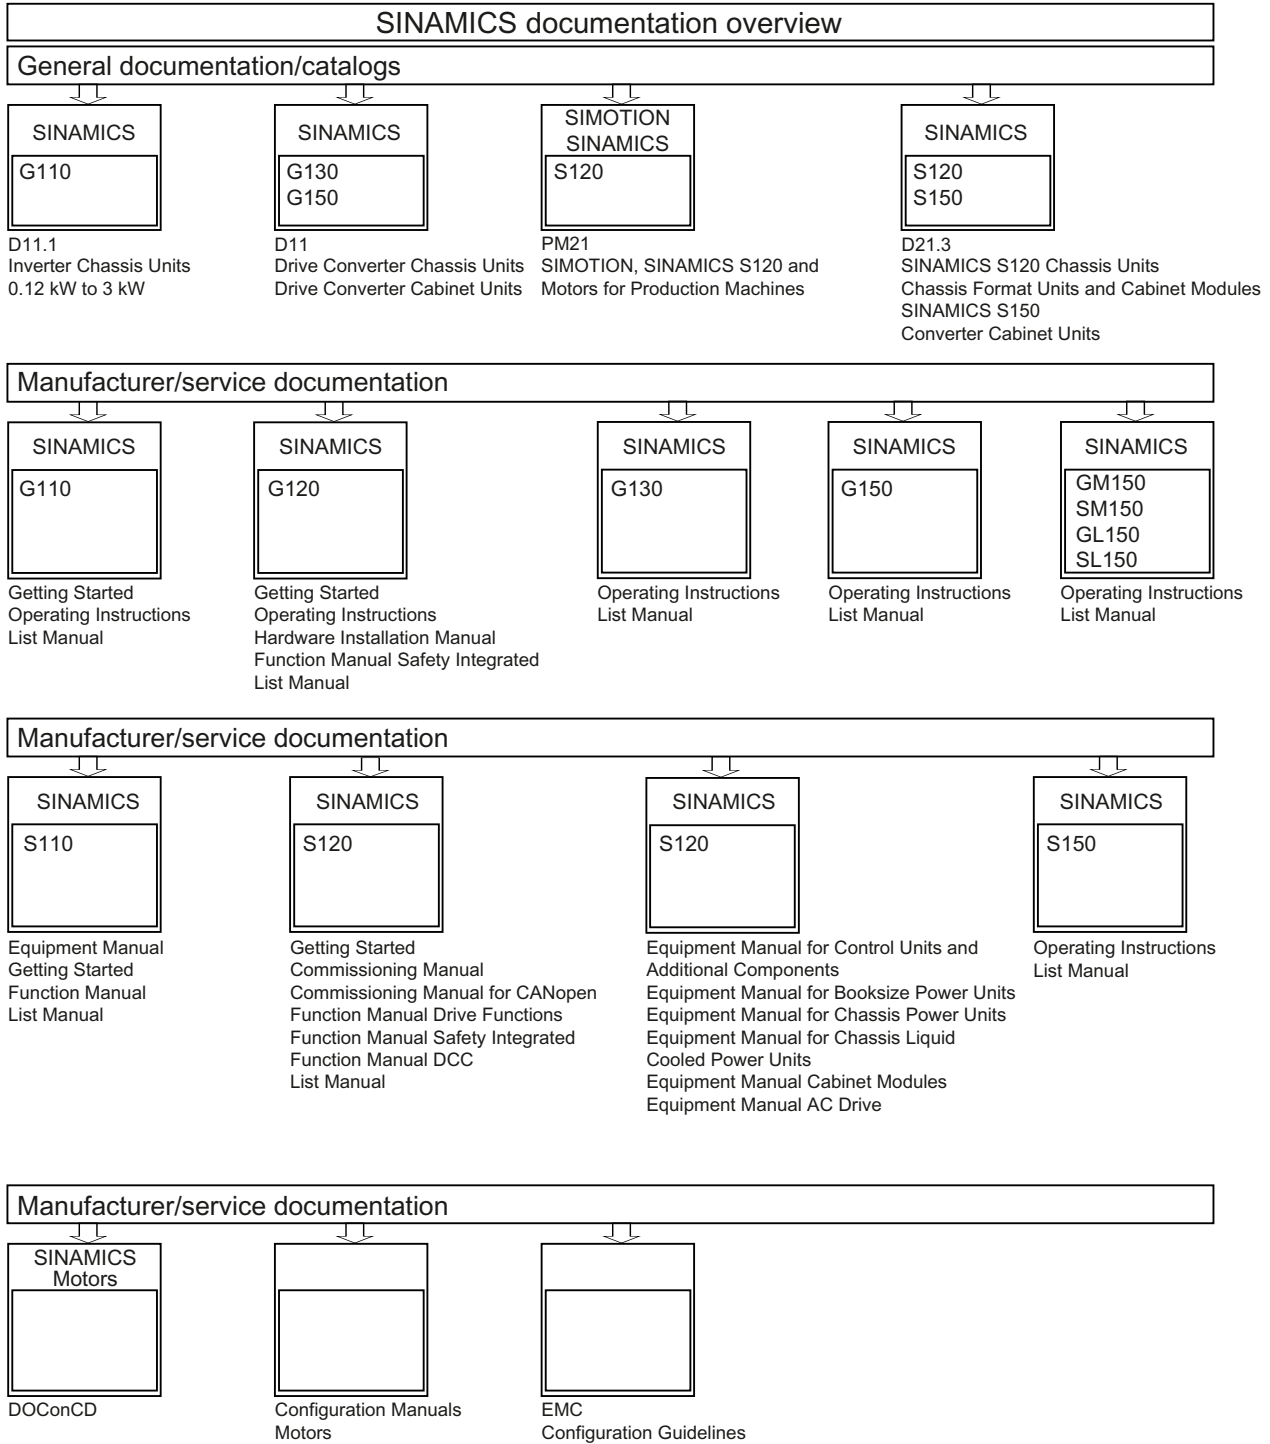 SINAMICS documentation overview
General documentation/catalogs
SINAMICS
G110
D11.1
Inverter Chassis Units
0.12 kW to 3 kW
SINAMICS
G130
G150
D11
Drive Converter Chassis Units
Drive Converter Cabinet Units
SIMOTION
SINAMICS
S120
PM21
SIMOTION, SINAMICS S120 and
Motors for Production Machines
SINAMICS
S120
S150
D21.3
SINAMICS S120 Chassis Units
Chassis Format Units and Cabinet Modules
SINAMICS S150
Converter Cabinet Units
Manufacturer/service documentation
SINAMICS
G110
Getting Started
Operating Instructions
List Manual
SINAMICS
G120
Getting Started
Operating Instructions
Hardware Installation Manual
Function Manual Safety Integrated
List Manual
SINAMICS
G130
Operating Instructions
List Manual
SINAMICS
G150
Operating Instructions
List Manual
SINAMICS
GM150
SM150
GL150
SL150
Operating Instructions
List Manual
Manufacturer/service documentation
SINAMICS
S110
Equipment Manual
Getting Started
Function Manual
List Manual
SINAMICS
S120
Getting Started
Commissioning Manual
Commissioning Manual for CANopen
Function Manual Drive Functions
Function Manual Safety Integrated
Function Manual DCC
List Manual
SINAMICS
S120
Equipment Manual for Control Units and
Additional Components
Equipment Manual for Booksize Power Units
Equipment Manual for Chassis Power Units
Equipment Manual for Chassis Liquid
Cooled Power Units
Equipment Manual Cabinet Modules
Equipment Manual AC Drive
SINAMICS
S150
Operating Instructions
List Manual
Manufacturer/service documentation
SINAMICS
Motors
DOConCD
Configuration Manuals
Motors
EMC
Configuration Guidelines